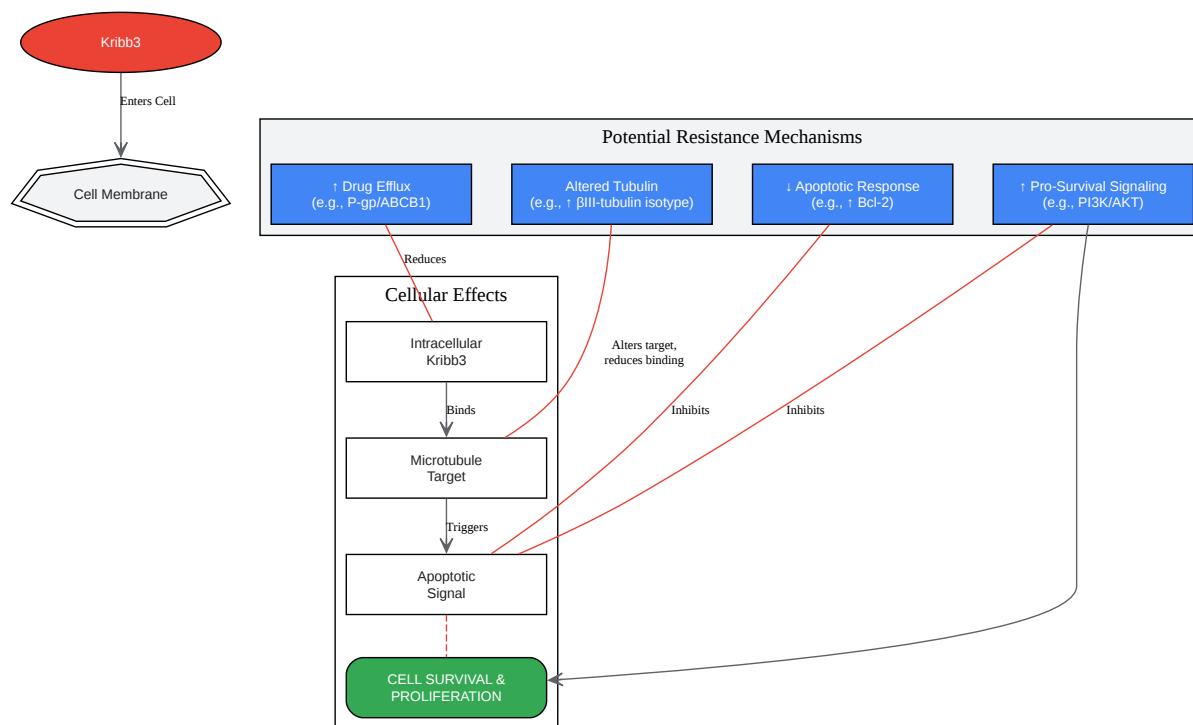 Kribb3
Enters Cell
Cell Membrane
Potential Resistance Mechanisms
↑ Drug Efflux
(e.g., P-gp/ABCB1)
Altered Tubulin
(e.g., ↑ βIII-tubulin isotype)
↓ Apoptotic Response
(e.g., ↑ Bcl-2)
↑ Pro-Survival Signaling
(e.g., PI3K/AKT)
Reduces
Cellular Effects
Intracellular
Kribb3
Alters target,
reduces binding
Binds
Inhibits
Inhibits
Microtubule
Target
Triggers
Apoptotic
Signal
CELL SURVIVAL &
PROLIFERATION